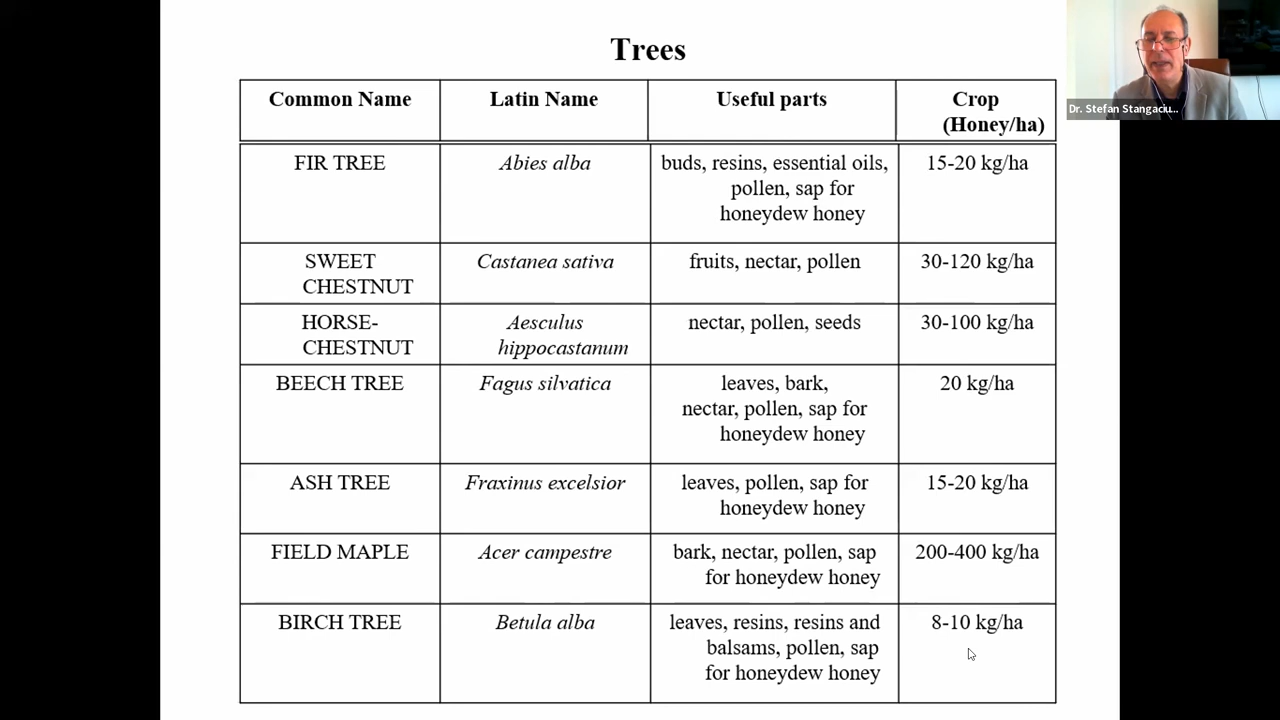 Trees
Common Name
Latin Name
Useful parts
Crop
(Honey/ha)
FIR TREE
Abies alba
buds, resins, essential oils,
pollen, sap for
honeydew honey
15-20 kg/ha
SWEET
CHESTNUT
Castanea sativa
fruits, nectar, pollen
30-120 kg/ha
HORSE-
CHESTNUT
Aesculus
hippocastanum
nectar, pollen, seeds
30-100 kg/ha
BEECH TREE
Fagus silvatica
leaves, bark,
nectar, pollen, sap for
honeydew honey
20 kg/ha
ASH TREE
Fraxinus excelsior
leaves, pollen, sap for
honeydew honey
15-20 kg/ha
FIELD MAPLE
Acer campestre
bark, nectar, pollen, sap
for honeydew honey
200-400 kg/ha
BIRCH TREE
Betula alba
leaves, resins, resins and
balsams, pollen, sap
for honeydew honey
8-10 kg/ha
Dr. Stefan Stangaciu...